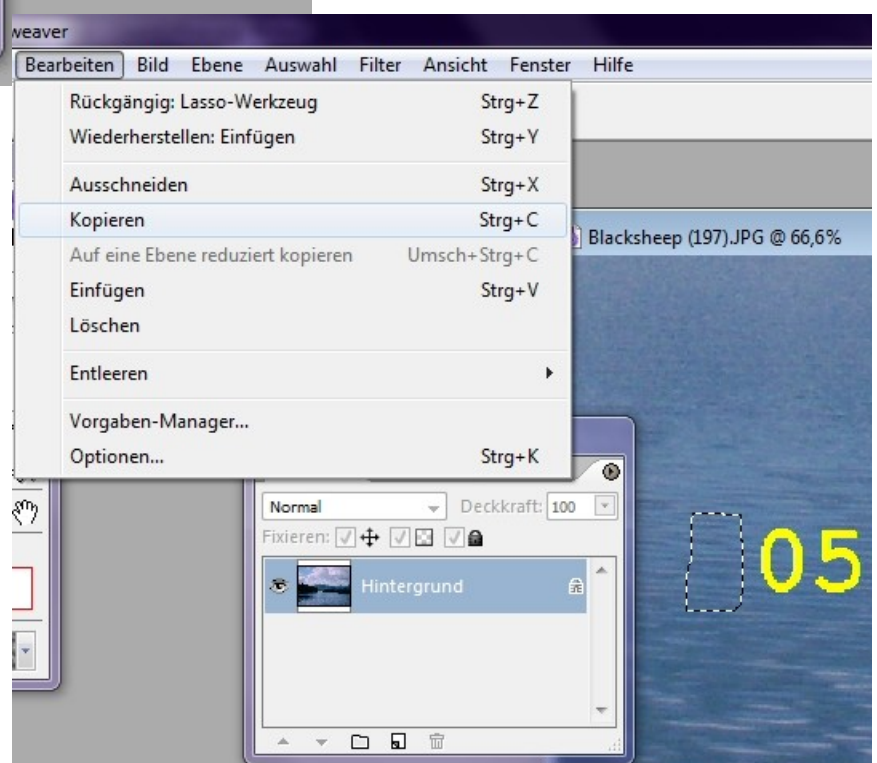 weaver
Bearbeiten Bild Ebene Auswahl Filter Ansicht Fenster Hilfe
Rückgängig: Lasso-Werkzeug Strg+Z
Wiederherstellen: Einfügen Strg+Y
Ausschneiden Strg+X
Kopieren Strg+C
Auf eine Ebene reduziert kopieren Umsch+Strg+C
Einfügen Strg+V
Löschen
Entleeren
Vorgaben-Manager...
Optionen... Strg+K
Blacksheep (197).JPG @ 66,6%
Normal Deckkraft: 100
Fixieren:
Hintergrund
05